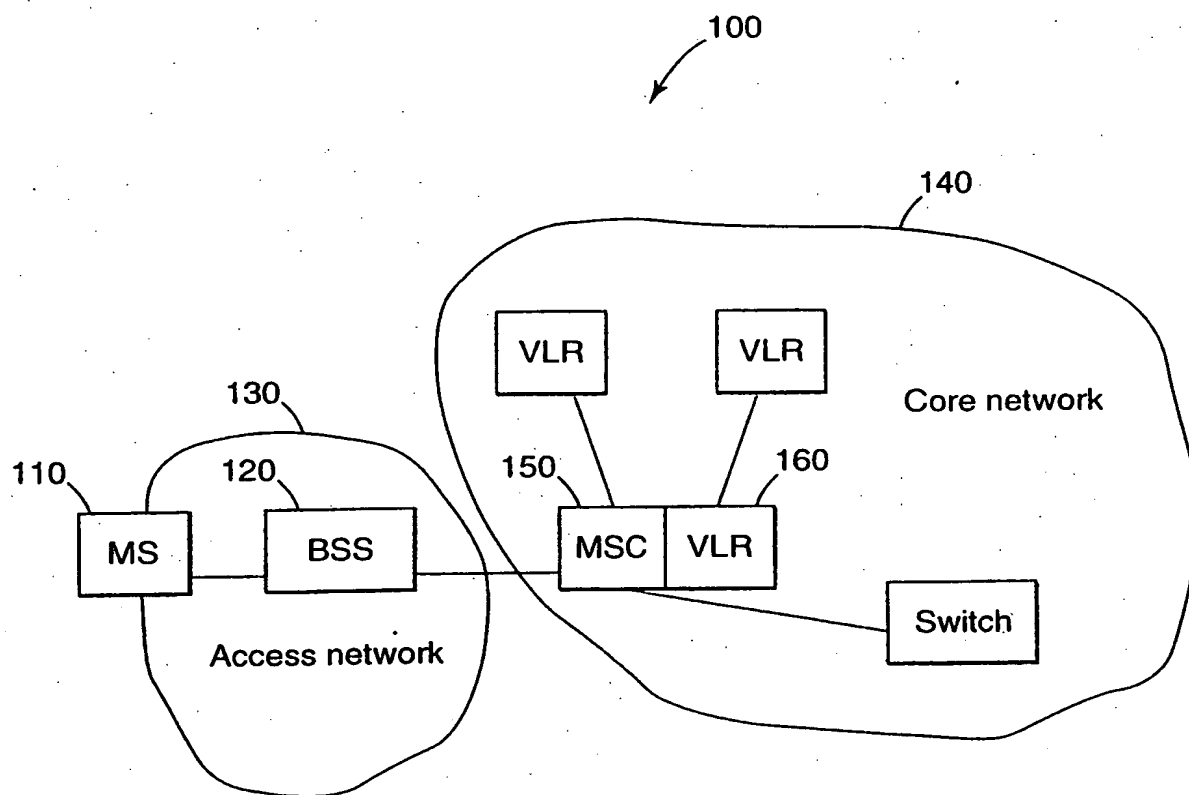 100
140
VLR VLR
Core network
130
110 120 150 160
MS BSS MSC VLR
Switch
Access network